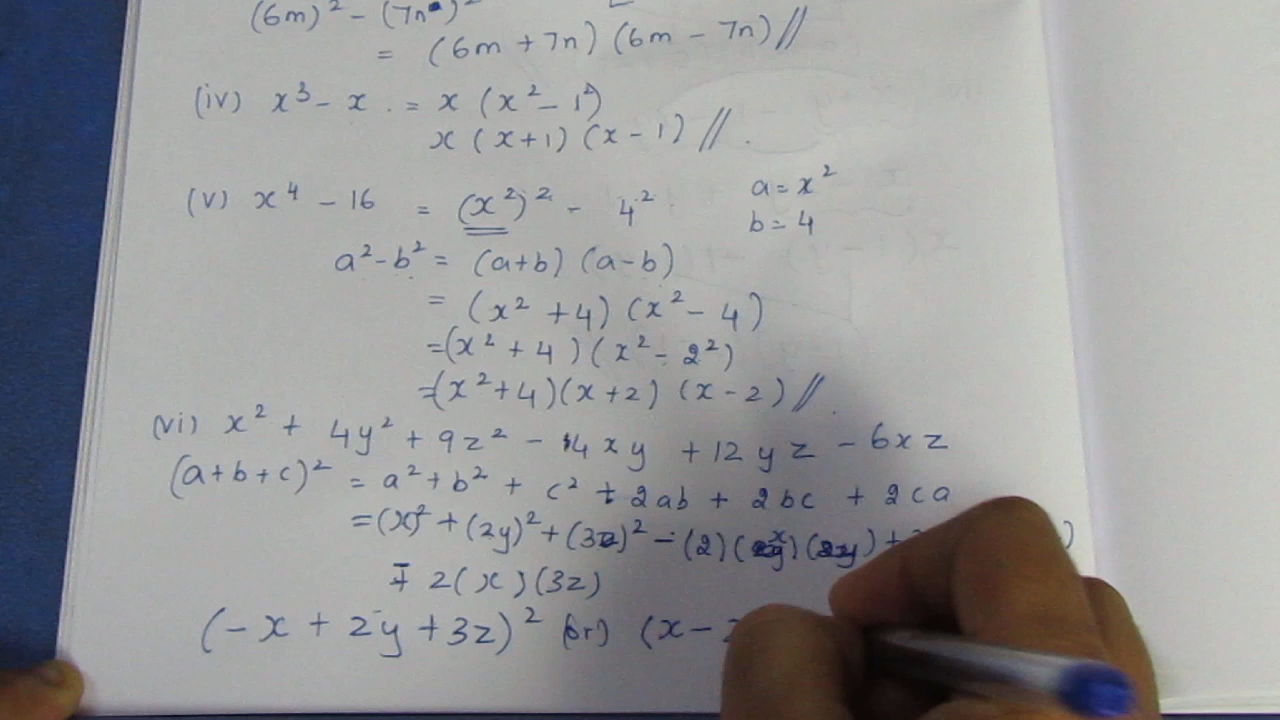 (6m)² - (7n)²
= (6m + 7n) (6m - 7n) //
(iv) x³ - x . = x (x² - 1²)
x (x+1) (x - 1) // .
(v) x⁴ - 16 = (x²)² - 4² a = x²
b = 4
a² - b² = (a+b) (a-b)
= (x² + 4) (x² - 4)
=(x² + 4) (x² - 2²)
=(x²+4)(x+2) (x-2) // .
(vi) x² + 4y² + 9z² - 4xy + 12yz - 6xz
(a+b+c)² = a² + b² + c² + 2ab + 2bc + 2ca
= (x)² + (2y)² + (3z)² - (2) (x) (2y) +
∓ 2(x)(3z)
(-x + 2y + 3z)² (or) (x -